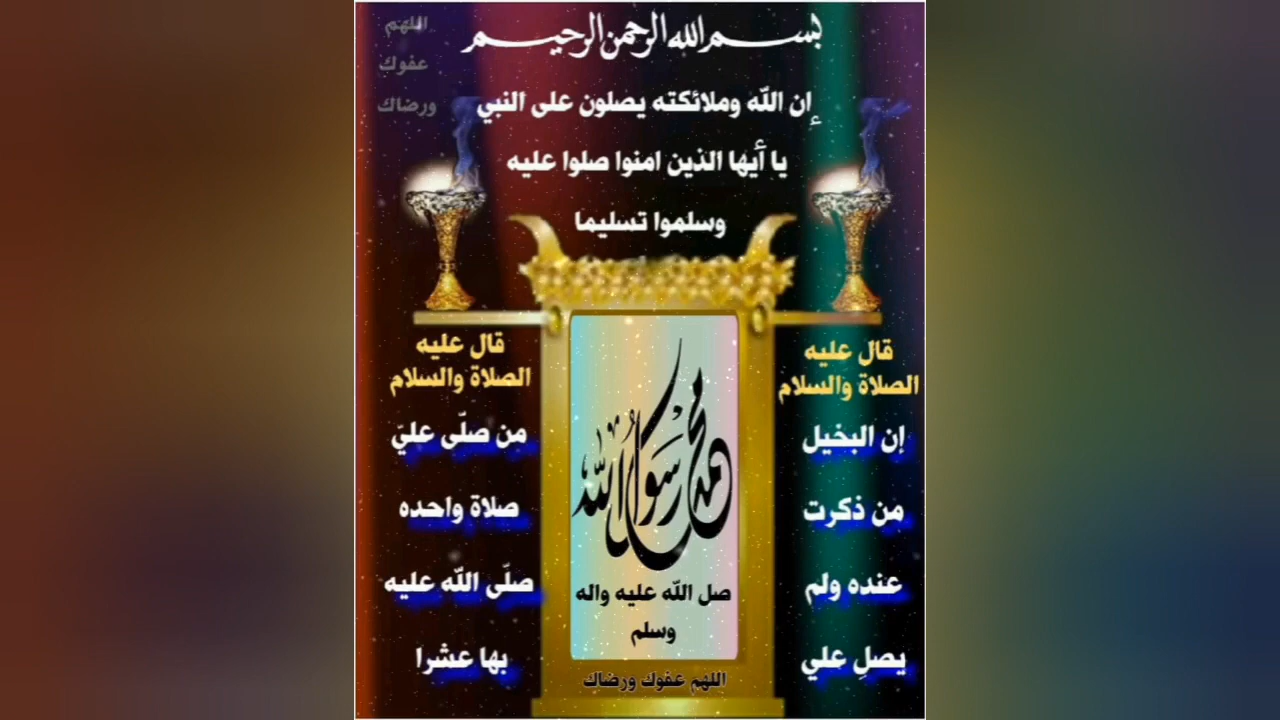 بسم الله الرحمن الرحيم
اللهم
عفوك
ورضاك
إن الله وملائكته يصلون على النبي
يا أيها الذين امنوا صلوا عليه
وسلموا تسليما
قال عليه
الصلاة والسلام
إن البخيل
من ذكرت
عنده ولم
يصلِ علي
قال عليه
الصلاة والسلام
من صلّى عليّ
صلاة واحده
صلّى الله عليه
بها عشرا
محمد رسول الله
صل الله عليه واله
وسلم
اللهم عفوك ورضاك